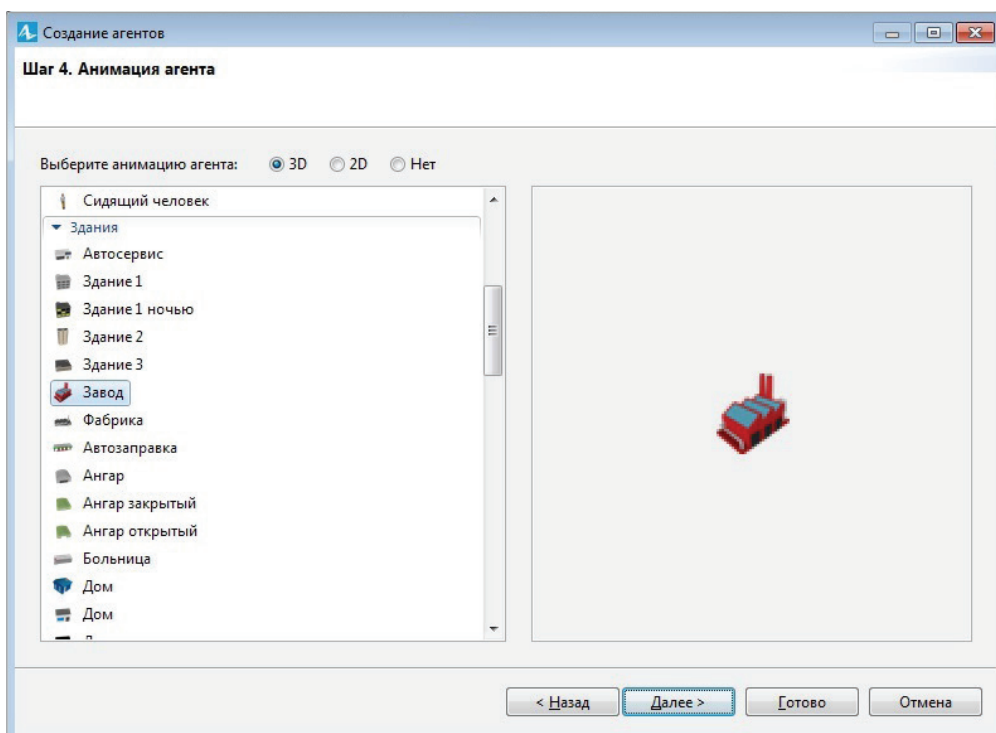 Создание агентов
Шаг 4. Анимация агента
Выберите анимацию агента: 3D 2D Нет
Сидящий человек
Здания
Автосервис
Здание 1
Здание 1 ночью
Здание 2
Здание 3
Завод
Фабрика
Автозаправка
Ангар
Ангар закрытый
Ангар открытый
Больница
Дом
Дом
< Назад Далее > Готово Отмена